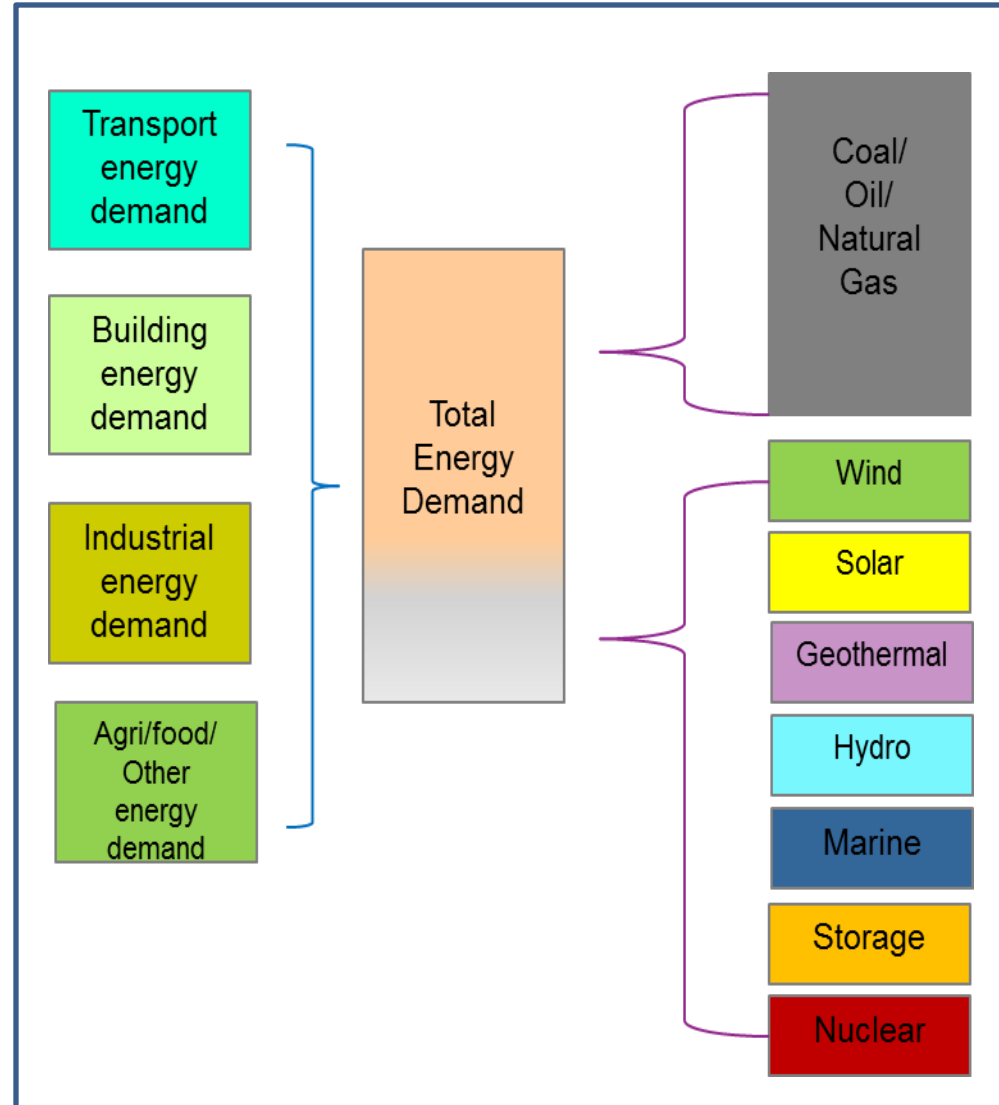 Transport
energy
demand
Building
energy
demand
Industrial
energy
demand
Agri/food/
Other
energy
demand
Total
Energy
Demand
Coal/
Oil/
Natural
Gas
Wind
Solar
Geothermal
Hydro
Marine
Storage
Nuclear